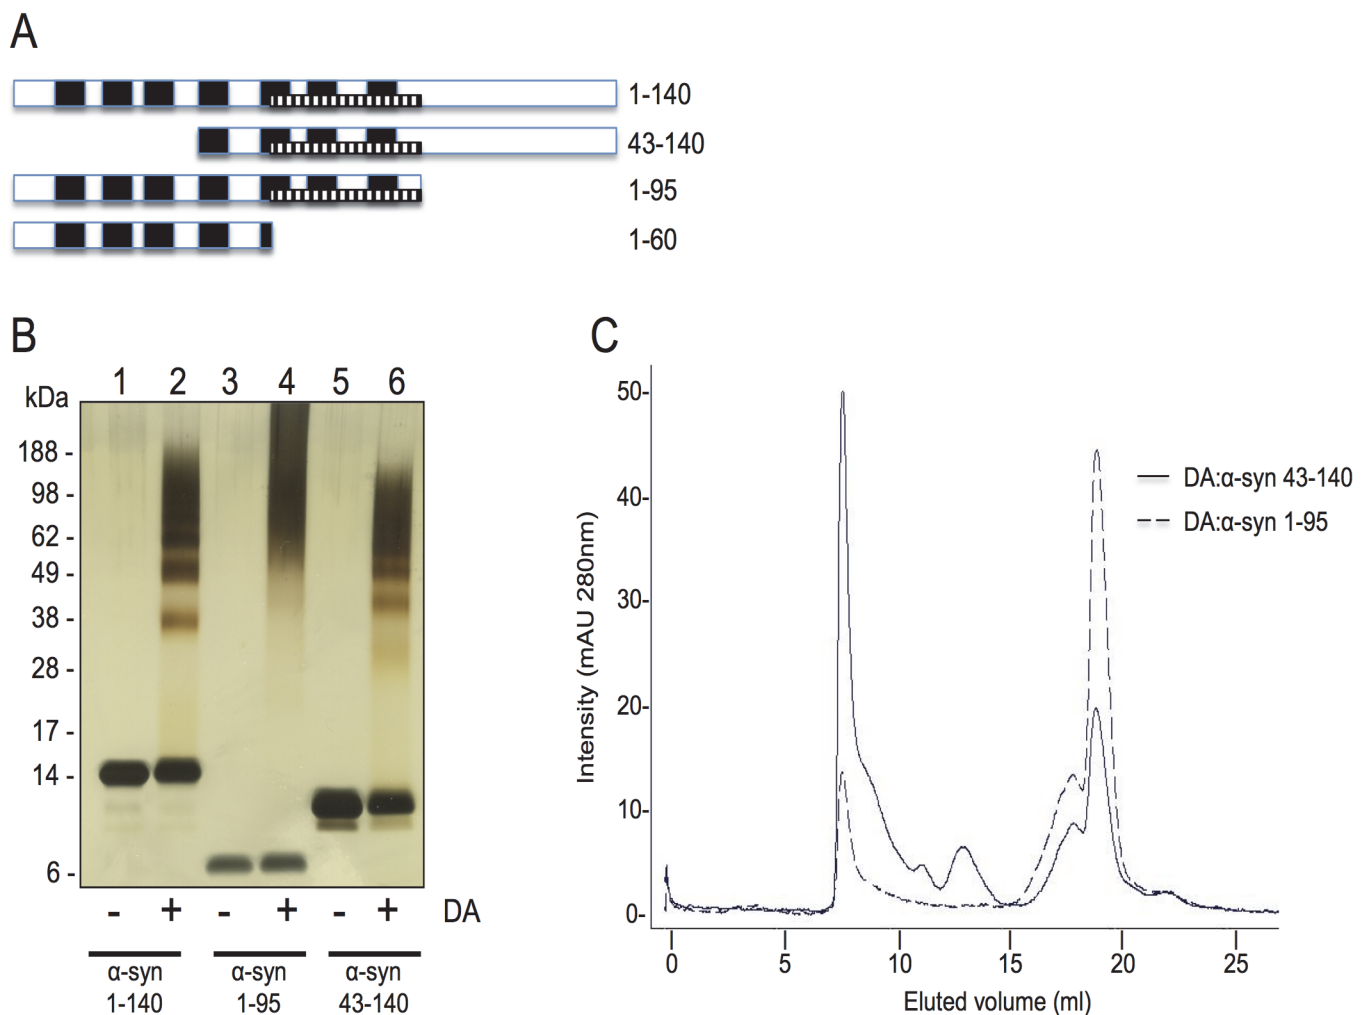 A
1-140
43-140
1-95
1-60
B
1 2 3 4 5 6
kDa
188 -
98 -
62 -
49 -
38 -
28 -
17 -
14 -
6 -
- + - + - + DA
α-syn α-syn α-syn
1-140 1-95 43-140
C
50-
40-
30-
20-
10-
0-
Intensity (mAU 280nm)
DA:α-syn 43-140
DA:α-syn 1-95
0 5 10 15 20 25
Eluted volume (ml)